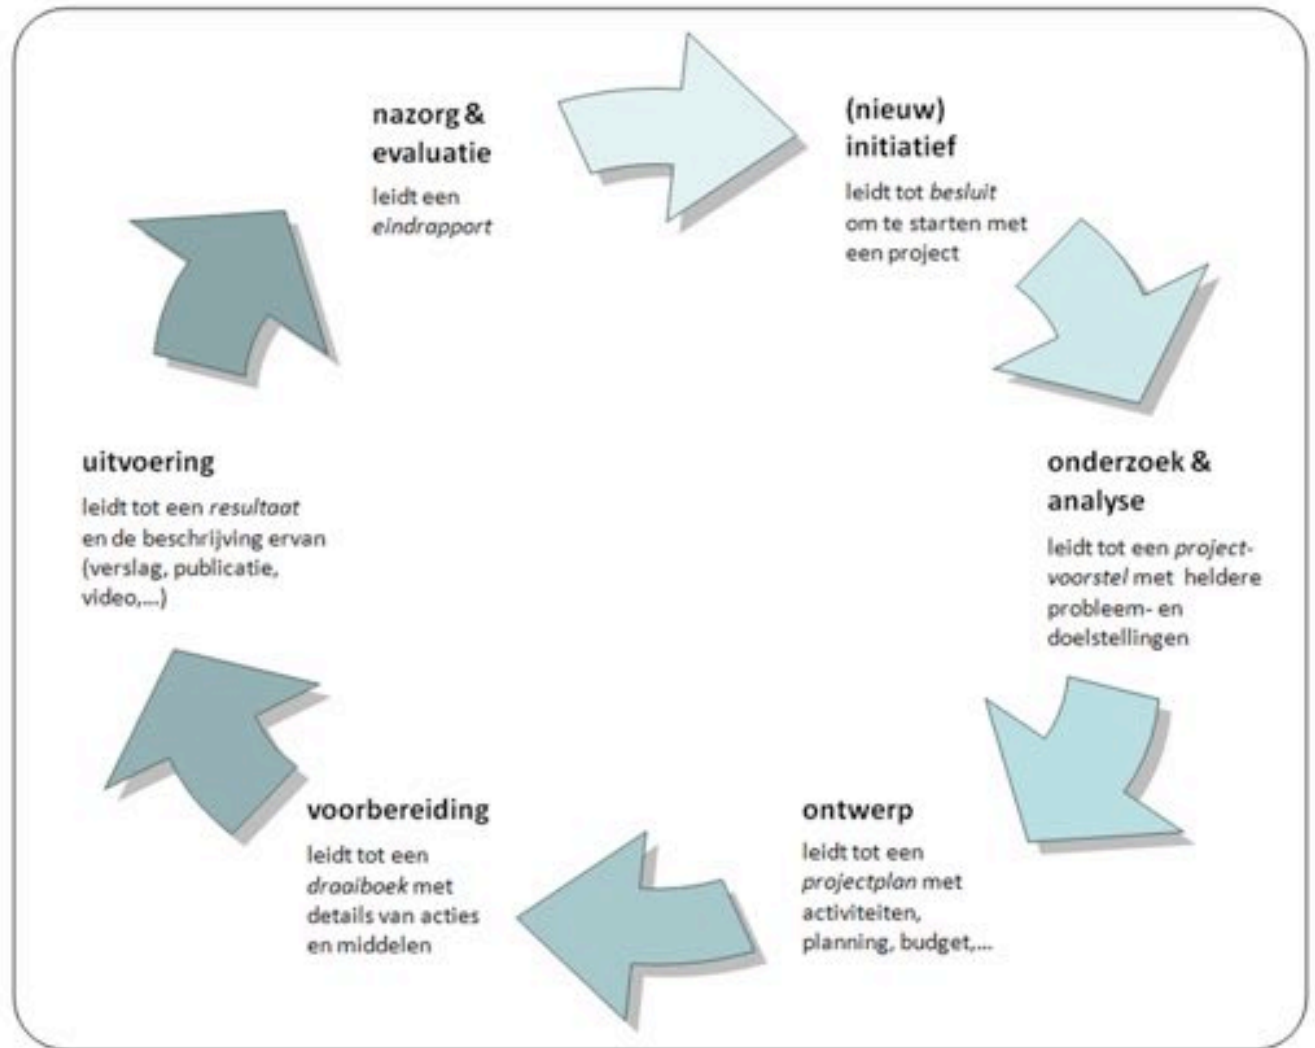 nazorg &
evaluatie
leidt een
eindrapport
(nieuw)
initiatief
leidt tot besluit
om te starten met
een project
onderzoek &
analyse
leidt tot een project-
voorstel met heldere
probleem- en
doelstellingen
ontwerp
leidt tot een
projectplan met
activiteiten,
planning, budget,...
voorbereiding
leidt tot een
draaiboek met
details van acties
en middelen
uitvoering
leidt tot een resultaat
en de beschrijving ervan
(verslag, publicatie,
video,...)